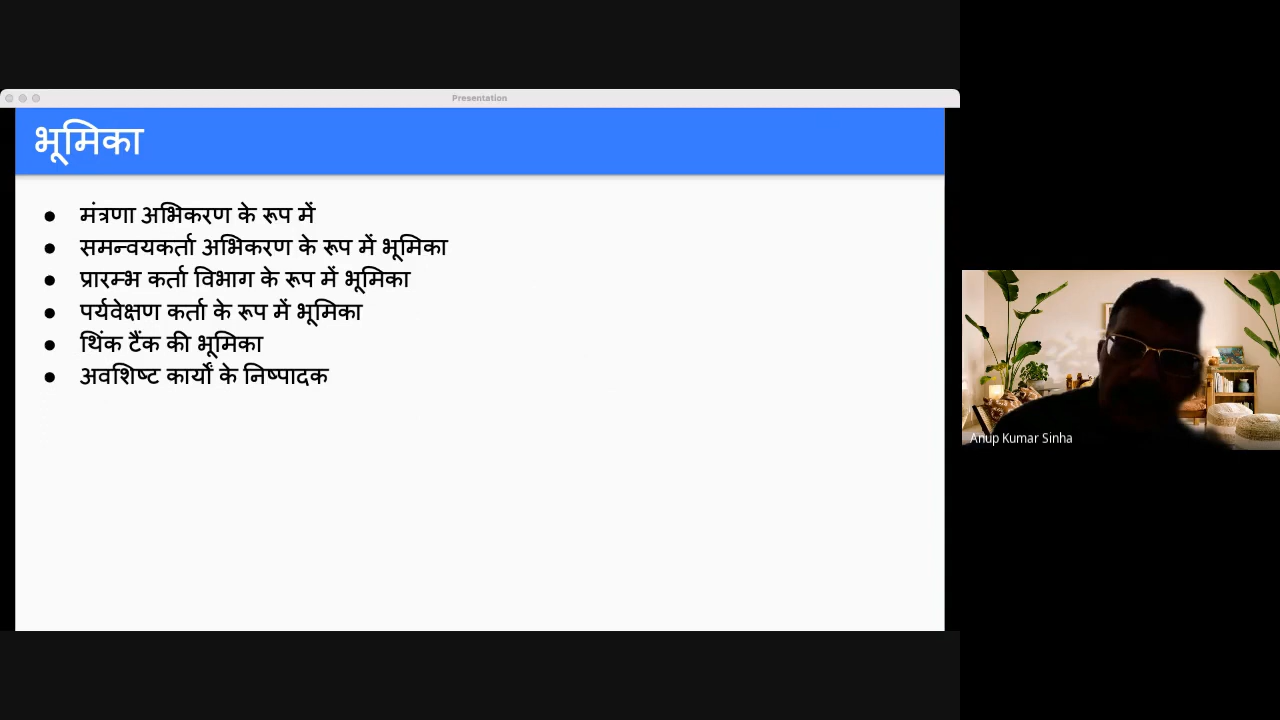 Presentation
भूमिका
● मंत्रणा अभिकरण के रूप में
● समन्वयकर्ता अभिकरण के रूप में भूमिका
● प्रारम्भ कर्ता विभाग के रूप में भूमिका
● पर्यवेक्षण कर्ता के रूप में भूमिका
● थिंक टैंक की भूमिका
● अवशिष्ट कार्यों के निष्पादक
Anup Kumar Sinha